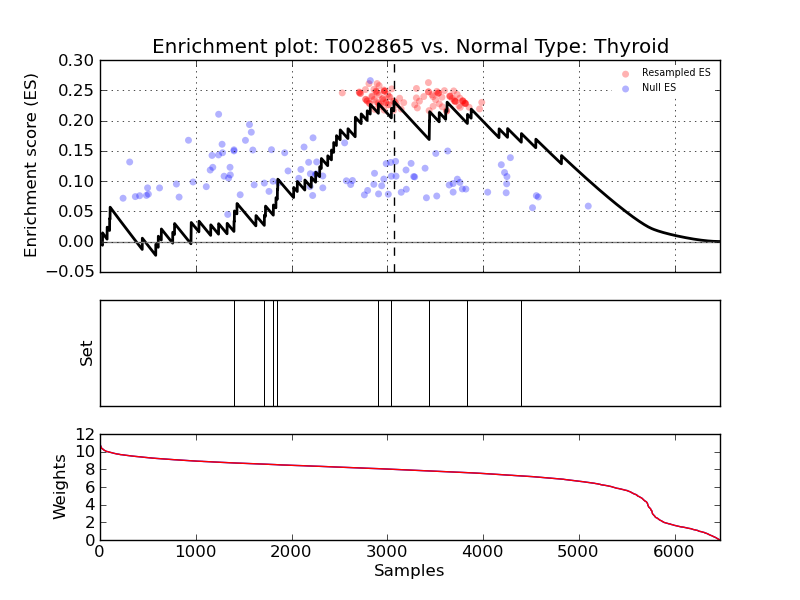 Enrichment plot: T002865 vs. Normal Type: Thyroid
Enrichment score (ES)
0.30
0.25
0.20
0.15
0.10
0.05
0.00
−0.05
Resampled ES
Null ES
Set
Weights
12
10
8
6
4
2
0
0 1000 2000 3000 4000 5000 6000
Samples